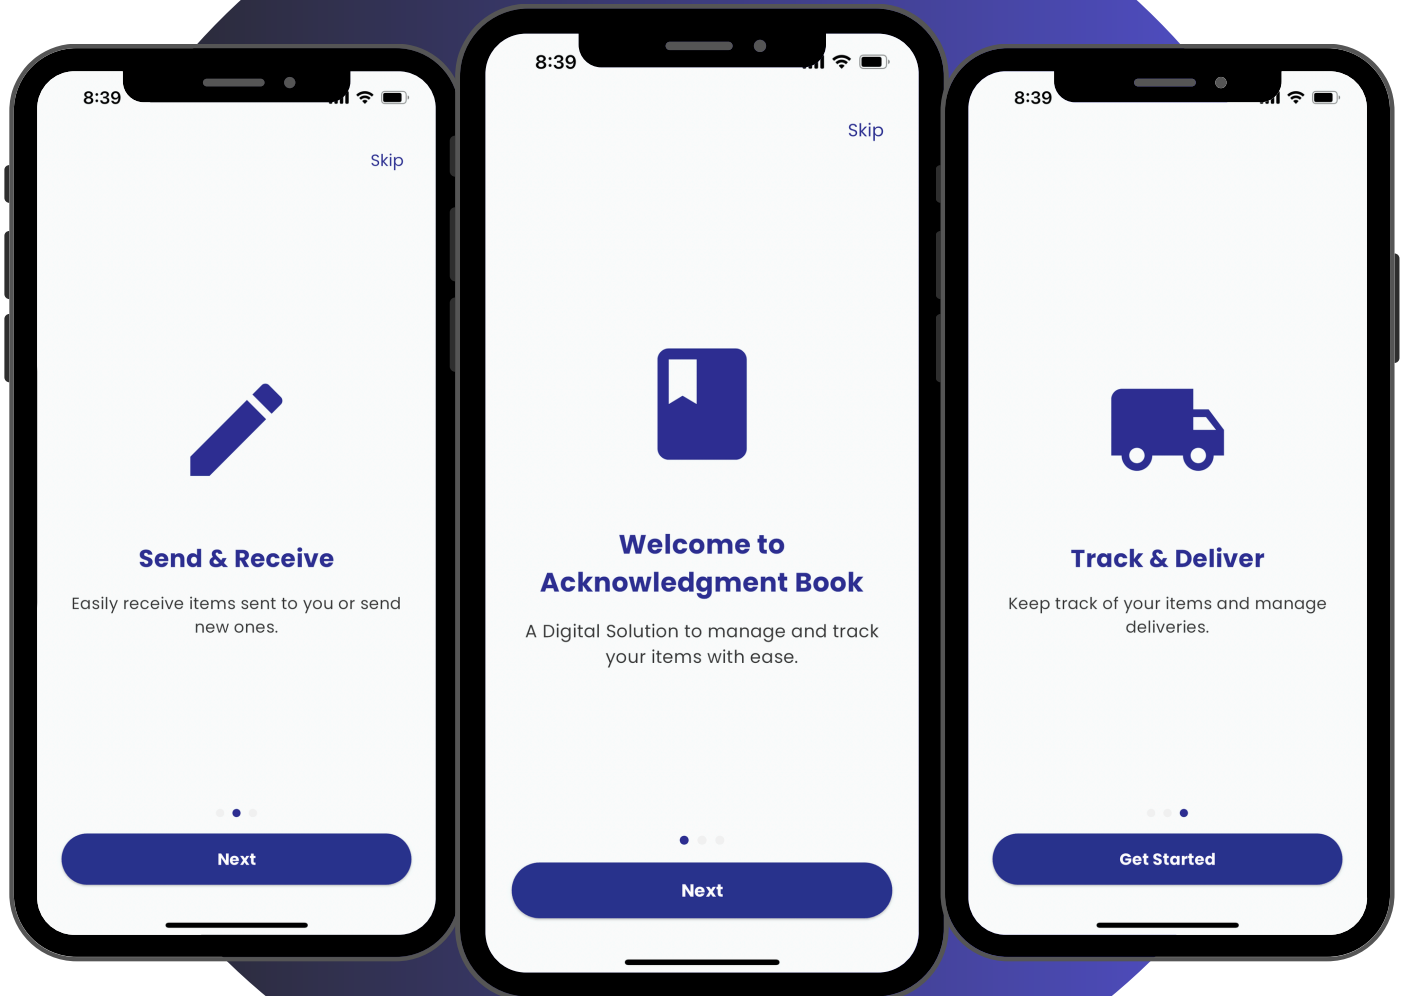 8:39
Skip
Send & Receive
Easily receive items sent to you or send
new ones.
Next
8:39
Skip
Welcome to
Acknowledgment Book
A Digital Solution to manage and track
your items with ease.
Next
8:39
Track & Deliver
Keep track of your items and manage
deliveries.
Get Started